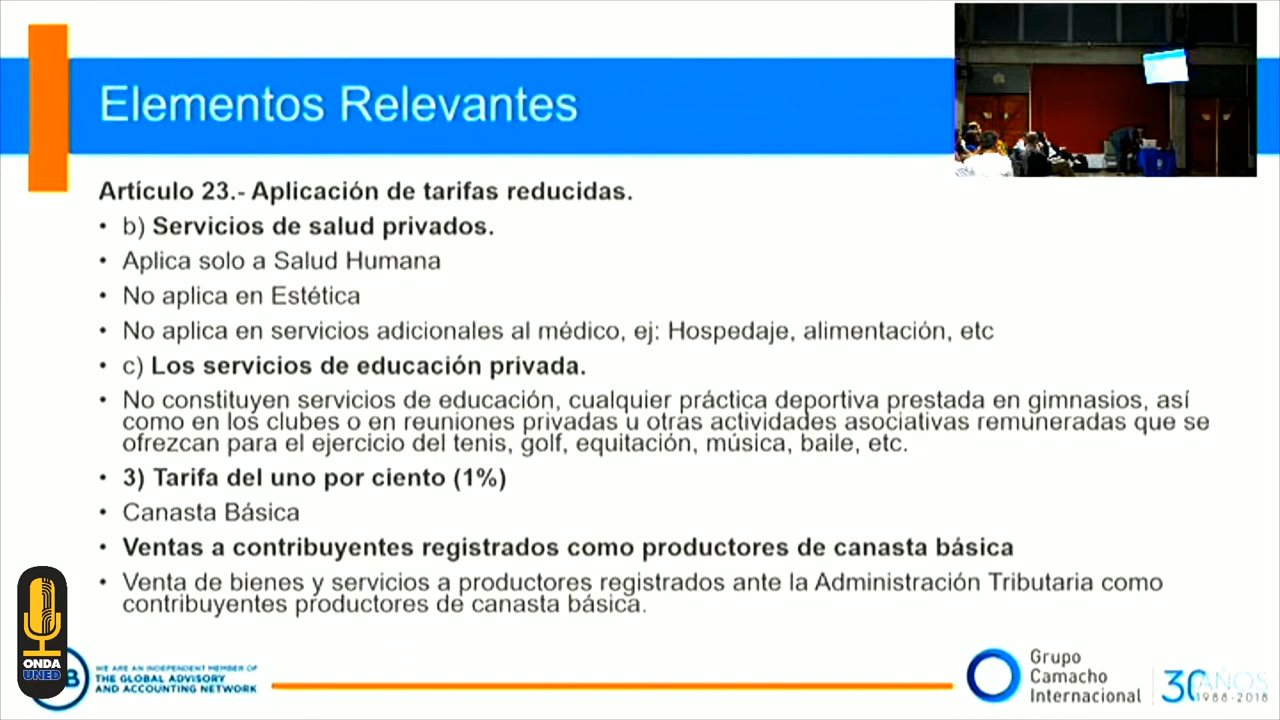 Elementos Relevantes
Artículo 23.- Aplicación de tarifas reducidas.
• b) Servicios de salud privados.
• Aplica solo a Salud Humana
• No aplica en Estética
• No aplica en servicios adicionales al médico, ej: Hospedaje, alimentación, etc
• c) Los servicios de educación privada.
• No constituyen servicios de educación, cualquier práctica deportiva prestada en gimnasios, así
como en los clubes o en reuniones privadas u otras actividades asociativas remuneradas que se
ofrezcan para el ejercicio del tenis, golf, equitación, música, baile, etc.
• 3) Tarifa del uno por ciento (1%)
• Canasta Básica
• Ventas a contribuyentes registrados como productores de canasta básica
• Venta de bienes y servicios a productores registrados ante la Administración Tributaria como
contribuyentes productores de canasta básica.
ONDA
UNED
B
WE ARE AN INDEPENDENT MEMBER OF
THE GLOBAL ADVISORY
AND ACCOUNTING NETWORK
Grupo
Camacho
Internacional
30 AÑOS
1988-2018